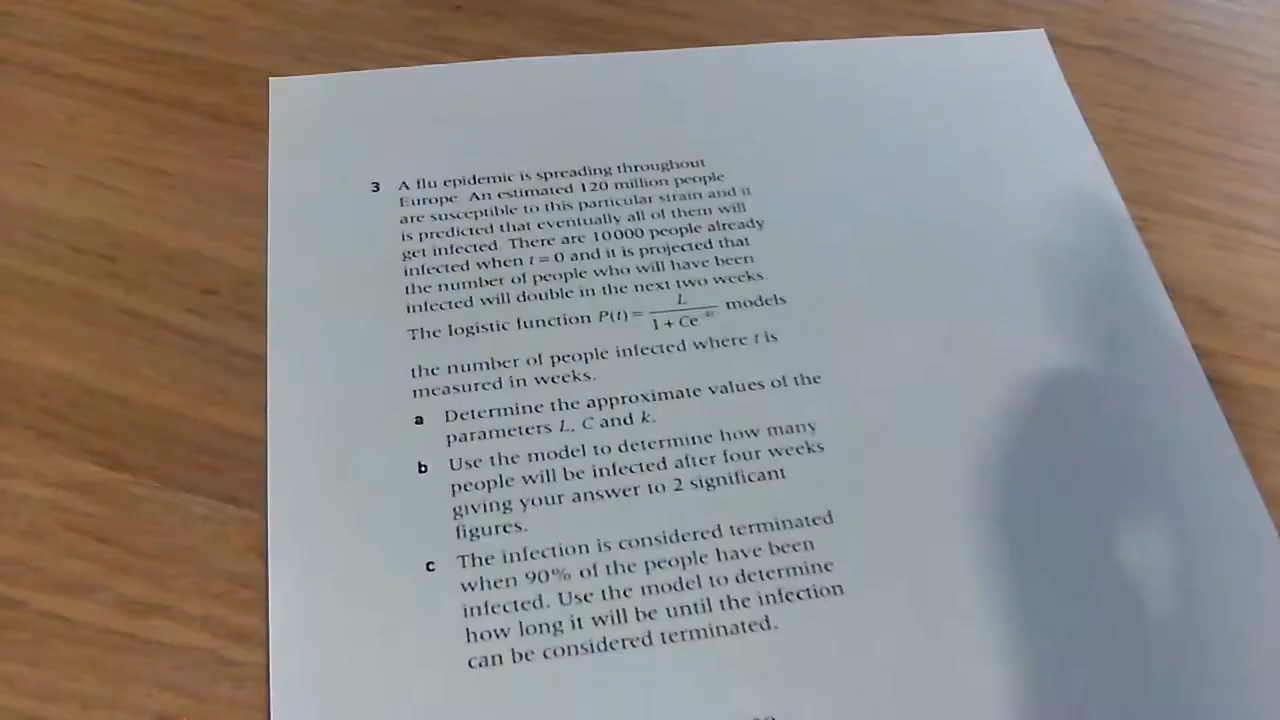 3 A flu epidemic is spreading throughout
Europe. An estimated 120 million people
are susceptible to this particular strain and it
is predicted that eventually all of them will
get infected. There are 10000 people already
infected when t = 0 and it is projected that
the number of people who will have been
infected will double in the next two weeks.
The logistic function P(t) = L / (1 + Ce^-kt) models
the number of people infected where t is
measured in weeks.
a Determine the approximate values of the
parameters L, C and k.
b Use the model to determine how many
people will be infected after four weeks
giving your answer to 2 significant
figures.
c The infection is considered terminated
when 90% of the people have been
infected. Use the model to determine
how long it will be until the infection
can be considered terminated.